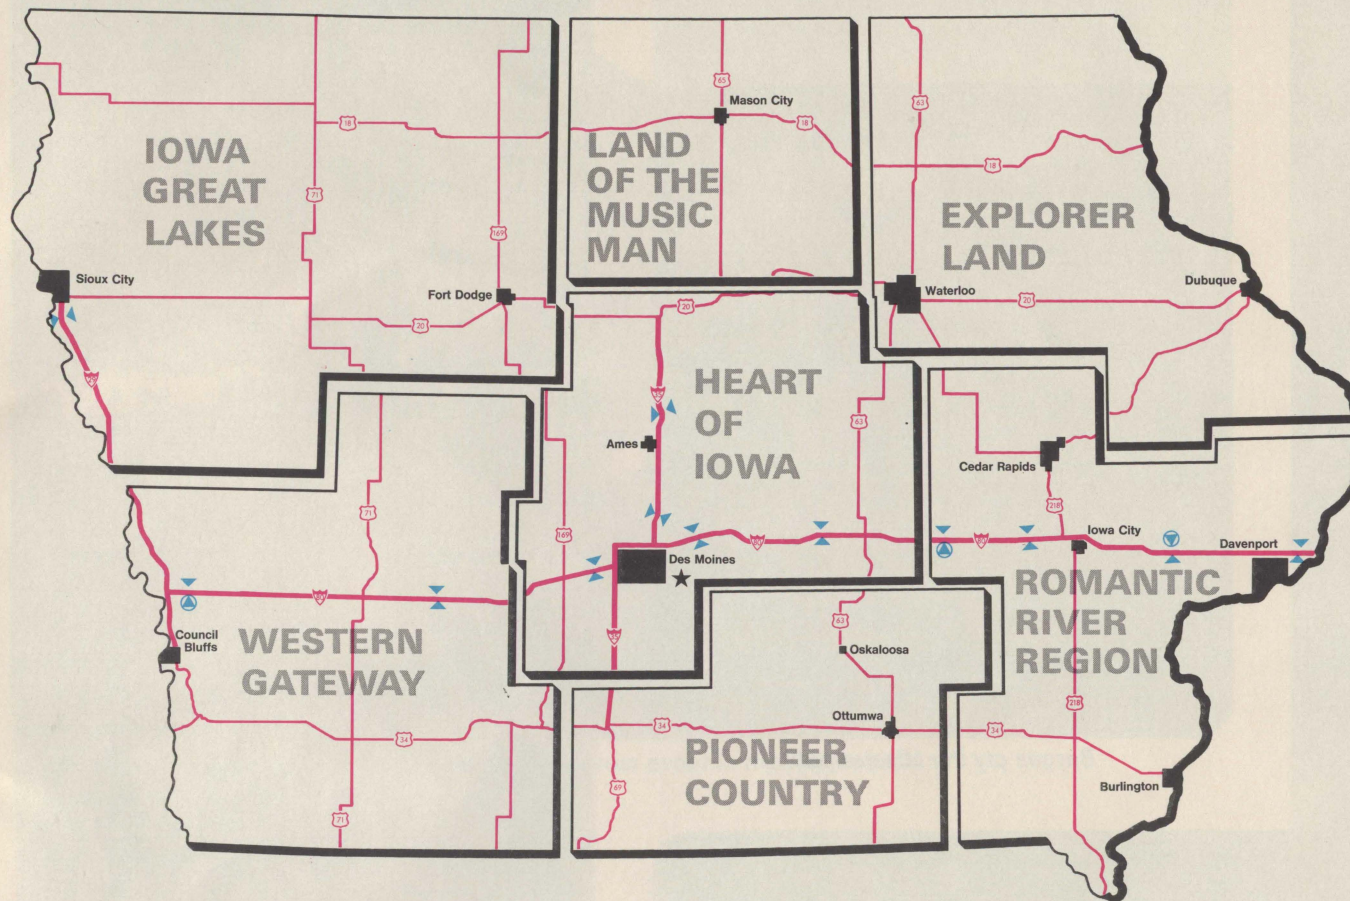 IOWA
GREAT
LAKES
18
71
169
Sioux City
Fort Dodge
20
29
65
Mason City
18
LAND
OF THE
MUSIC
MAN
63
18
EXPLORER
LAND
Waterloo
Dubuque
20
20
HEART
OF
IOWA
35
Ames
63
169
80
Des Moines
35
71
80
Council
Bluffs
WESTERN
GATEWAY
34
71
Cedar Rapids
218
80
Iowa City
Davenport
ROMANTIC
RIVER
REGION
218
34
Burlington
63
Oskaloosa
Ottumwa
34
PIONEER
COUNTRY
69